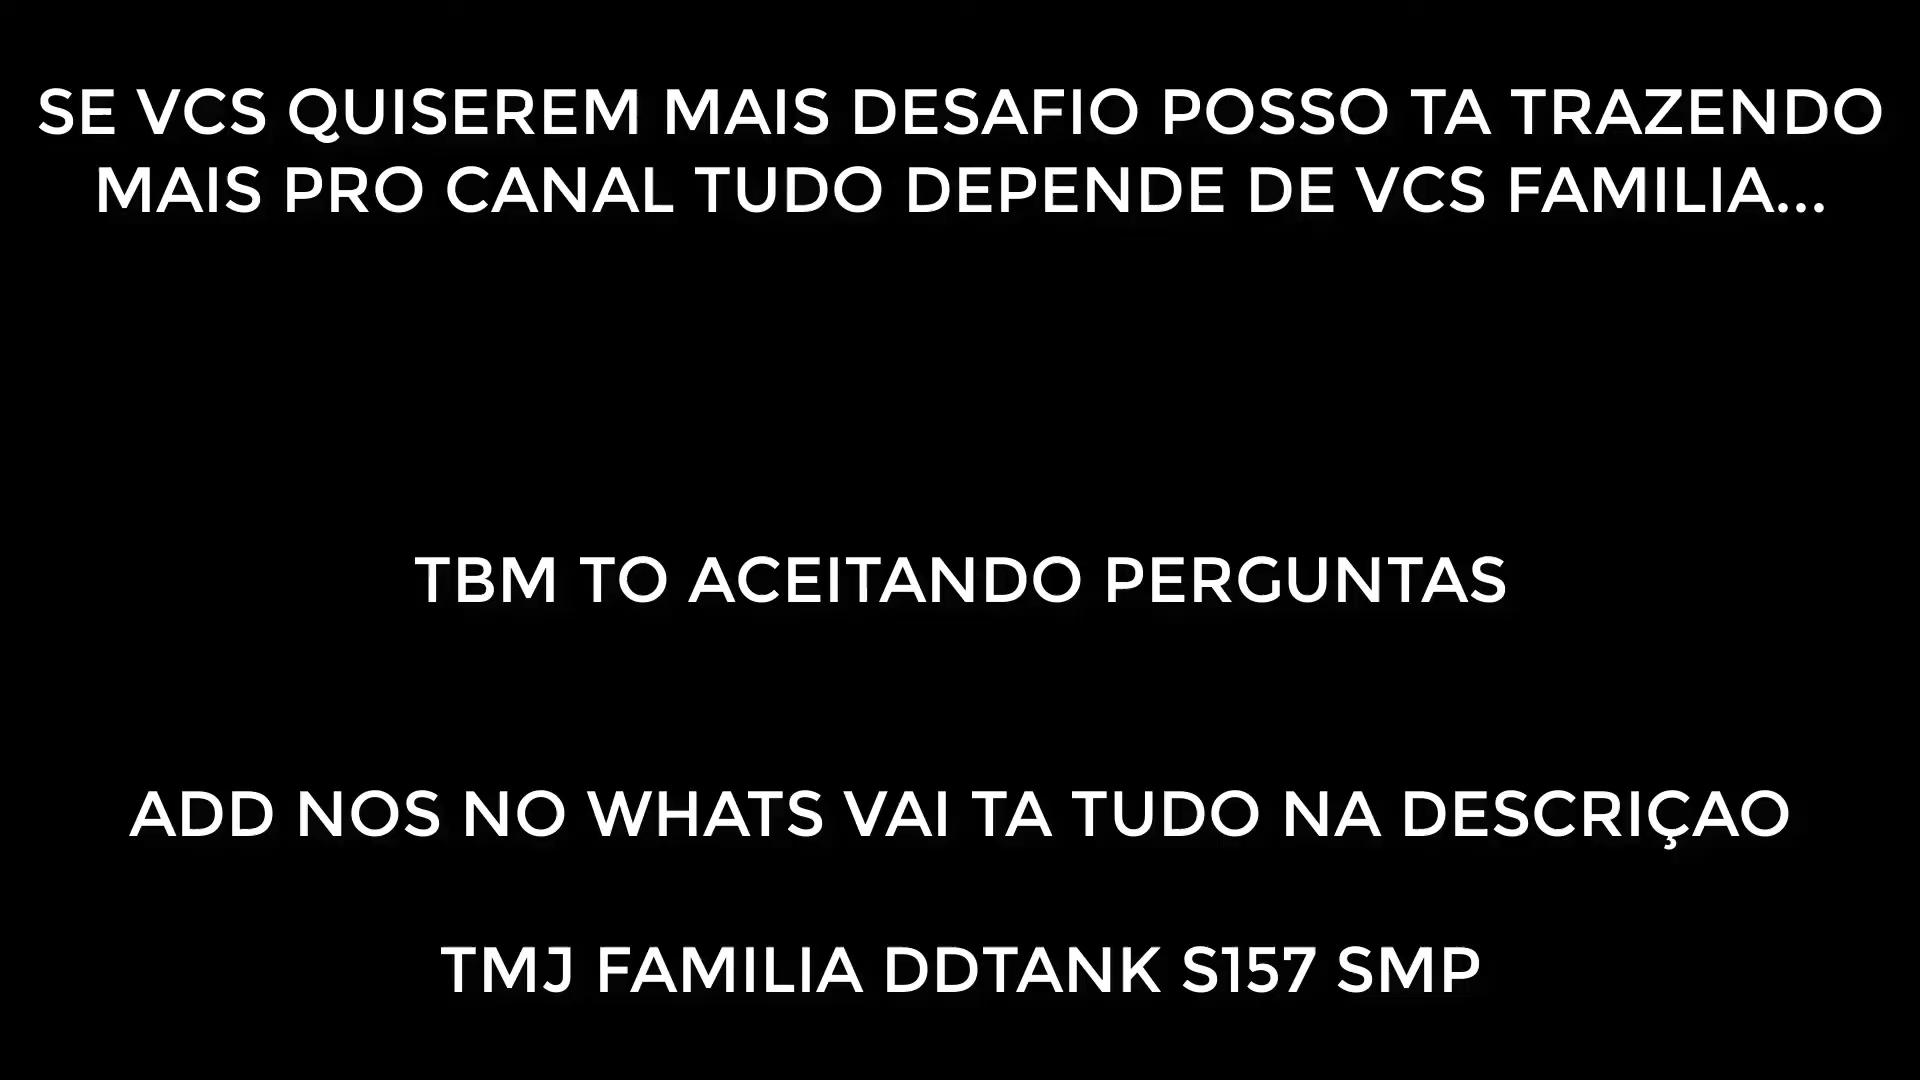 SE VCS QUISEREM MAIS DESAFIO POSSO TA TRAZENDO
MAIS PRO CANAL TUDO DEPENDE DE VCS FAMILIA...
TBM TO ACEITANDO PERGUNTAS
ADD NOS NO WHATS VAI TA TUDO NA DESCRIÇAO
TMJ FAMILIA DDTANK S157 SMP